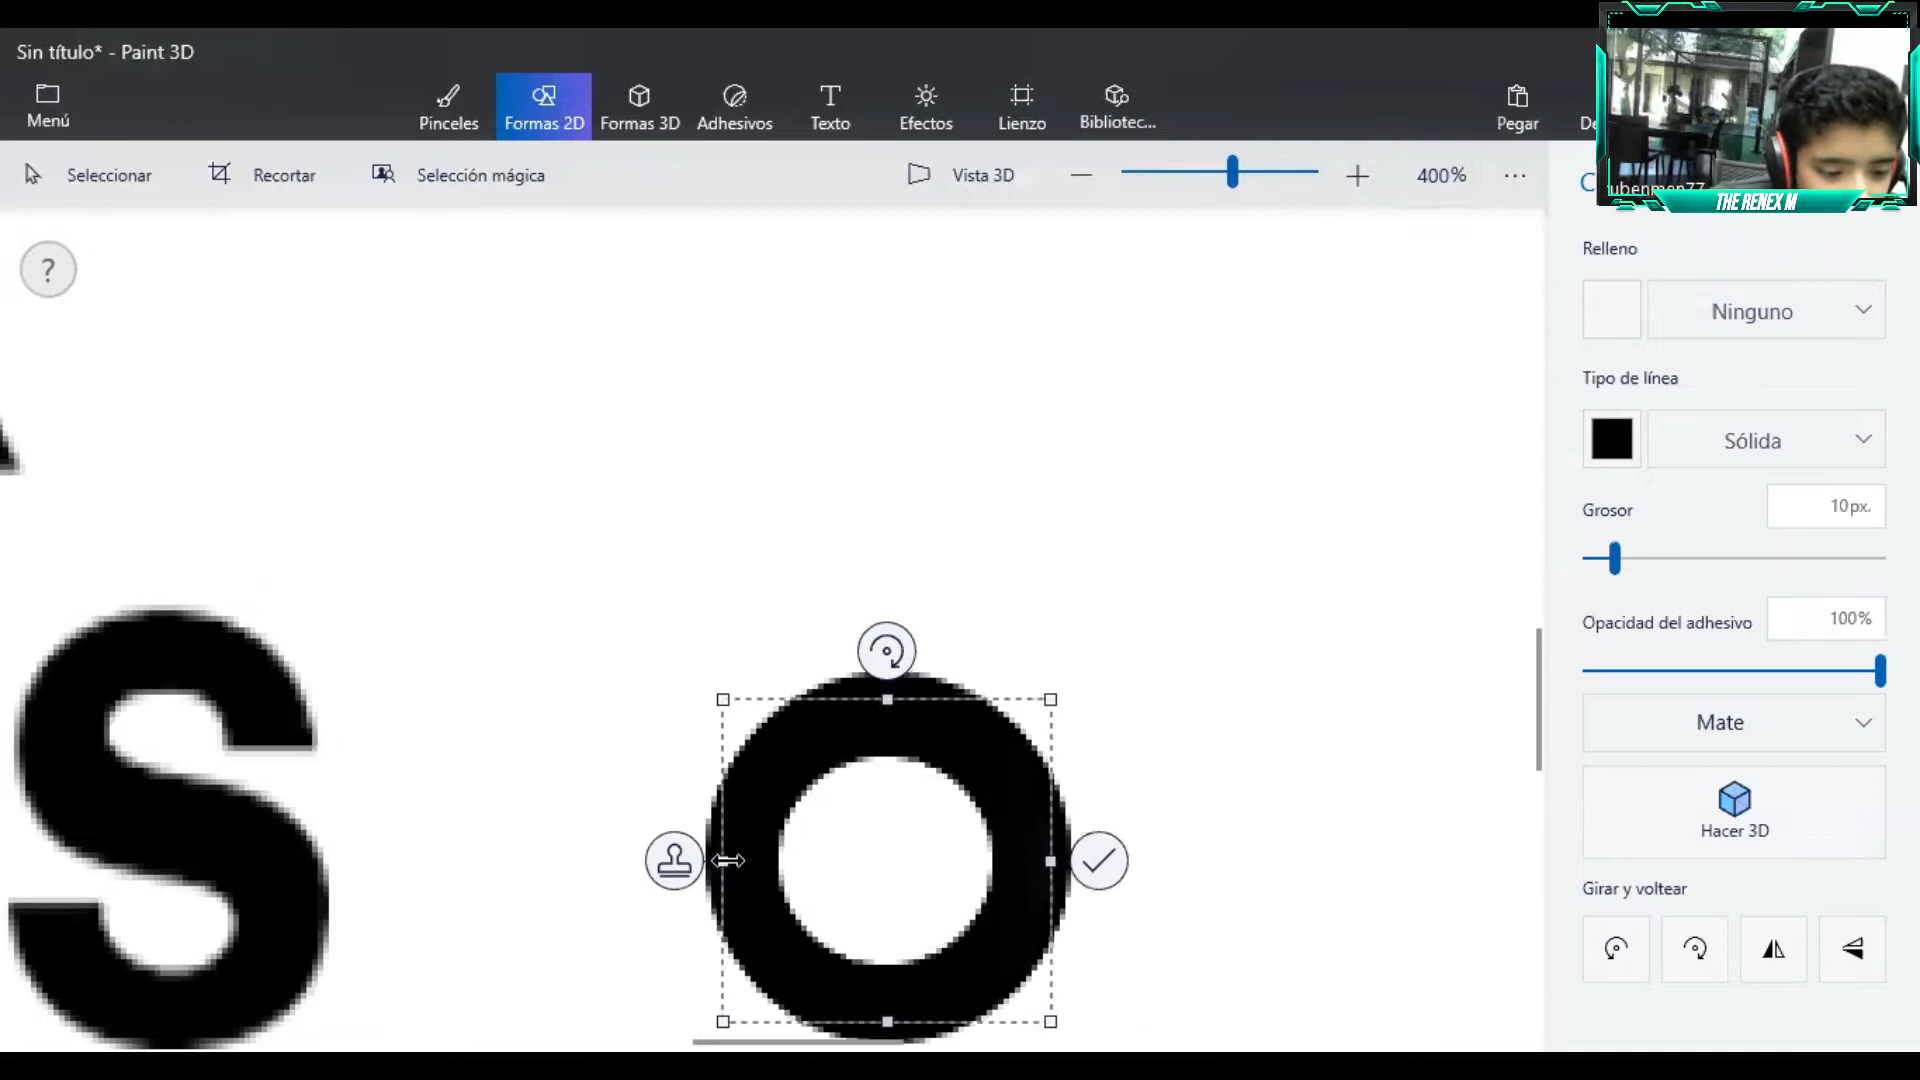 Sin título* - Paint 3D
Menú
Pinceles
Formas 2D
Formas 3D
Adhesivos
Texto
Efectos
Lienzo
Bibliotec...
Pegar
De
Seleccionar
Recortar
Selección mágica
Vista 3D
400%
...
THE RENEX M
?
Relleno
Ninguno
Tipo de línea
Sólida
Grosor
10px.
Opacidad del adhesivo
100%
Mate
Hacer 3D
Girar y voltear
S
O